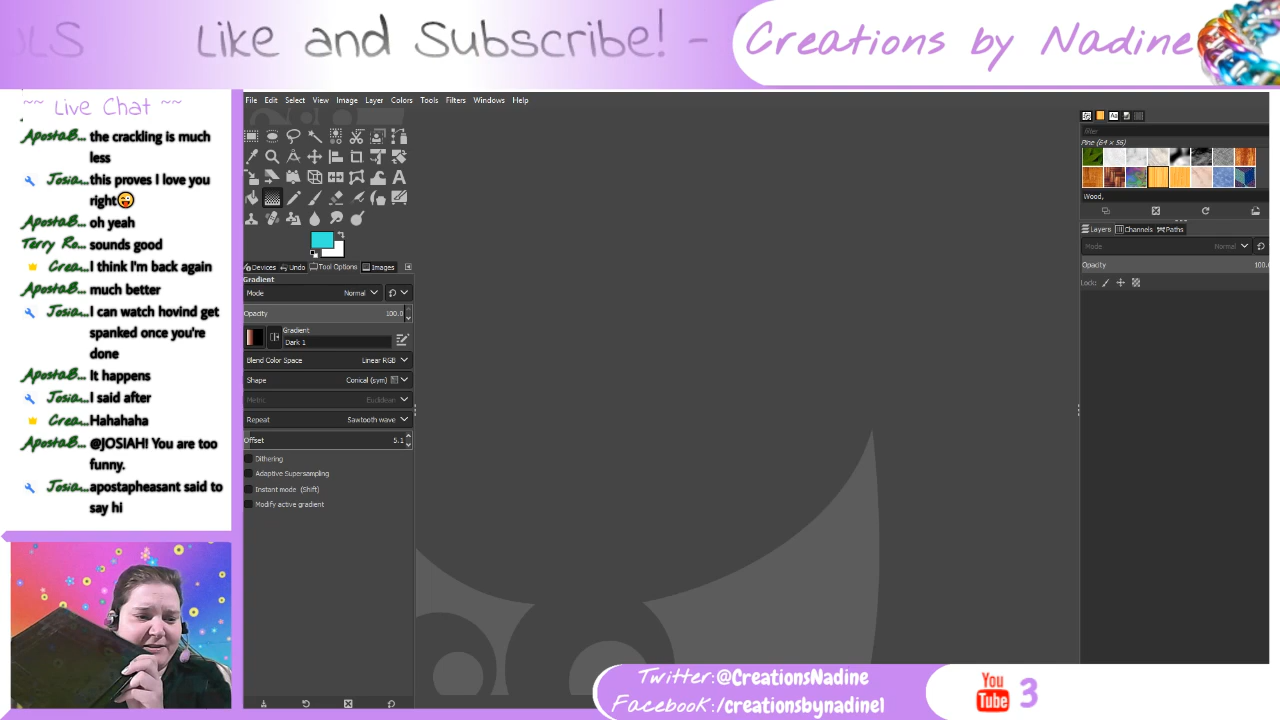 Like and Subscribe! -
Creations by Nadine
~~ Live Chat ~~
ApostaB... the crackling is much
less
Josia... this proves I love you
right
ApostaB... oh yeah
Terry Ro... sounds good
Crea... I think I'm back again
ApostaB... much better
Josia... I can watch hovind get
spanked once you're
done
ApostaB... It happens
Josia... I said after
Crea... Hahahaha
ApostaB... @JOSIAH! You are too
funny.
Josia... apostapheasant said to
say hi
File Edit Select View Image Layer Colors Tools Filters Windows Help
Devices Undo Tool Options Images
Gradient
Mode Normal
Opacity 100.0
Gradient
Dark 1
Blend Color Space Linear RGB
Shape Conical (sym)
Metric Euclidean
Repeat Sawtooth wave
Offset 5.1
Dithering
Adaptive Supersampling
Instant mode (Shift)
Modify active gradient
filter
Pine (64 × 56)
Wood,
Layers Channels Paths
Mode Normal
Opacity 100.
Lock:
Twitter:@CreationsNadine
Facebook:/creationsbynadine1
You
Tube 3